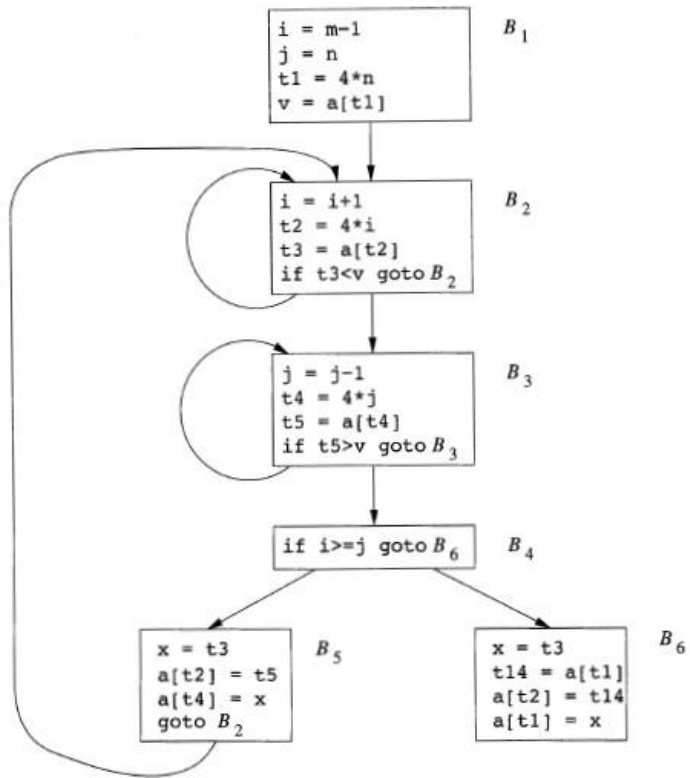 i = m-1
j = n
t1 = 4*n
v = a[t1]
B1
i = i+1
t2 = 4*i
t3 = a[t2]
if t3<v goto B2
B2
j = j-1
t4 = 4*j
t5 = a[t4]
if t5>v goto B3
B3
if i>=j goto B6
B4
x = t3
a[t2] = t5
a[t4] = x
goto B2
B5
x = t3
t14 = a[t1]
a[t2] = t14
a[t1] = x
B6